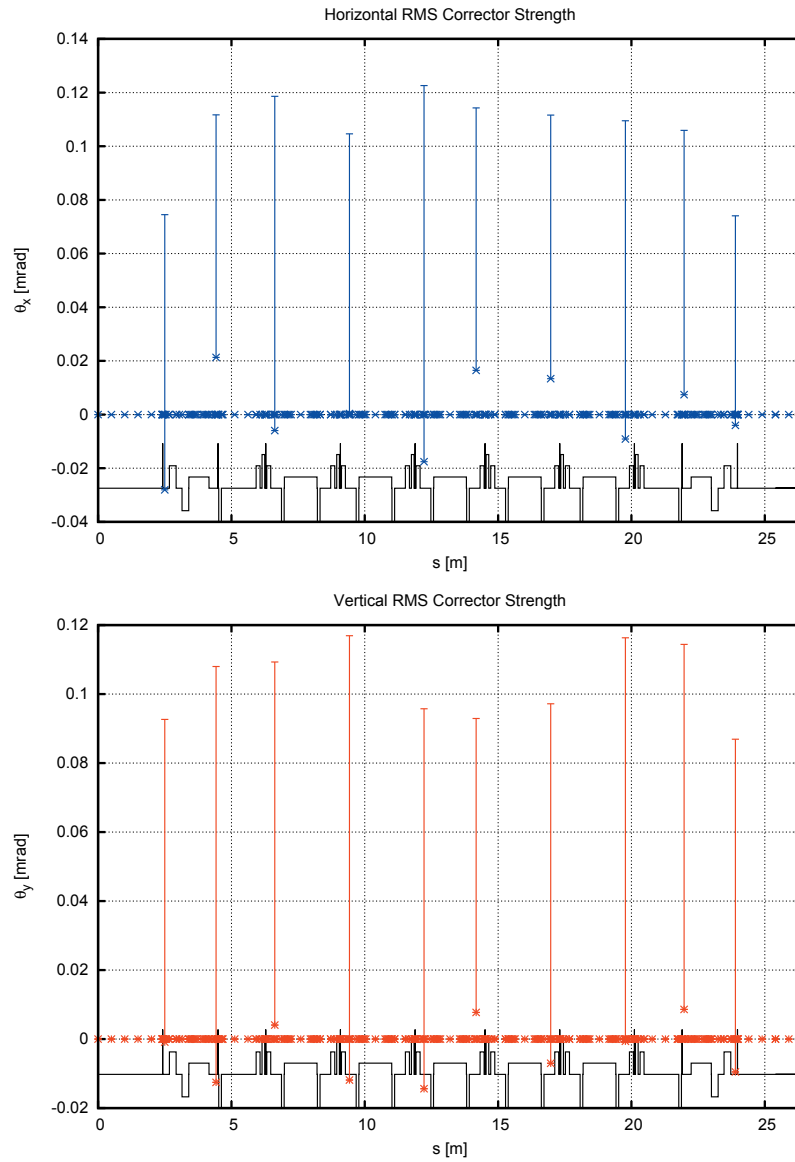 Horizontal RMS Corrector Strength
0.14
0.12
0.1
0.08
0.06
0.04
0.02
0
-0.02
-0.04
θx [mrad]
0 5 10 15 20 25
s [m]
Vertical RMS Corrector Strength
0.12
0.1
0.08
0.06
0.04
0.02
0
-0.02
θy [mrad]
0 5 10 15 20 25
s [m]